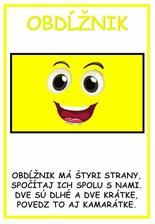 OBDĹŽNIK
OBDĹŽNIK MÁ ŠTYRI STRANY,
SPOČÍTAJ ICH SPOLU S NAMI.
DVE SÚ DLHÉ A DVE KRÁTKE,
POVEDZ TO AJ KAMARÁTKE.